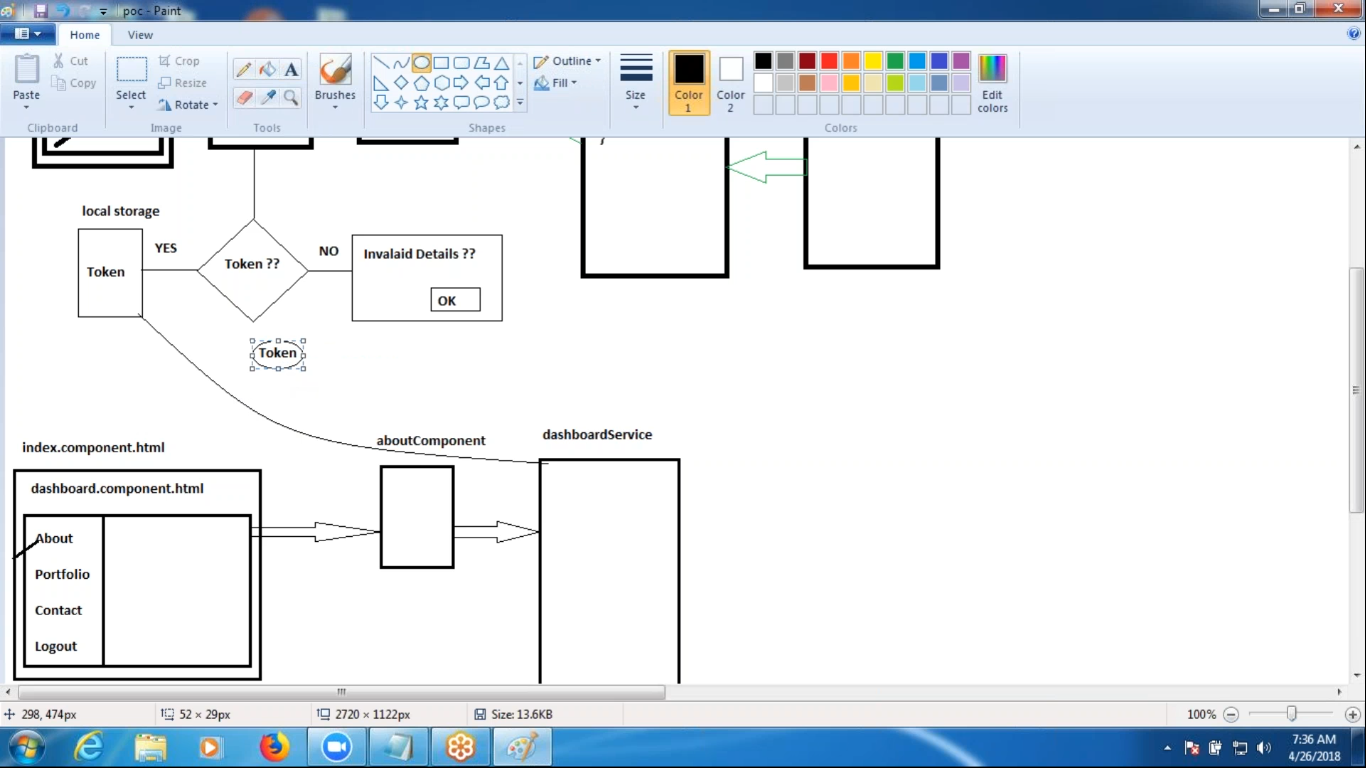 poc - Paint
Home
View
Paste
Cut
Copy
Clipboard
Select
Crop
Resize
Rotate
Image
A
Tools
Brushes
Outline
Fill
Shapes
Size
Color 1
Color 2
Edit colors
Colors
}
local storage
Token
YES
Token ??
NO
Invalaid Details ??
OK
Token
index.component.html
aboutComponent
dashboardService
dashboard.component.html
About
Portfolio
Contact
Logout
298, 474px
52 × 29px
2720 × 1122px
Size: 13.6KB
100%
7:36 AM
4/26/2018